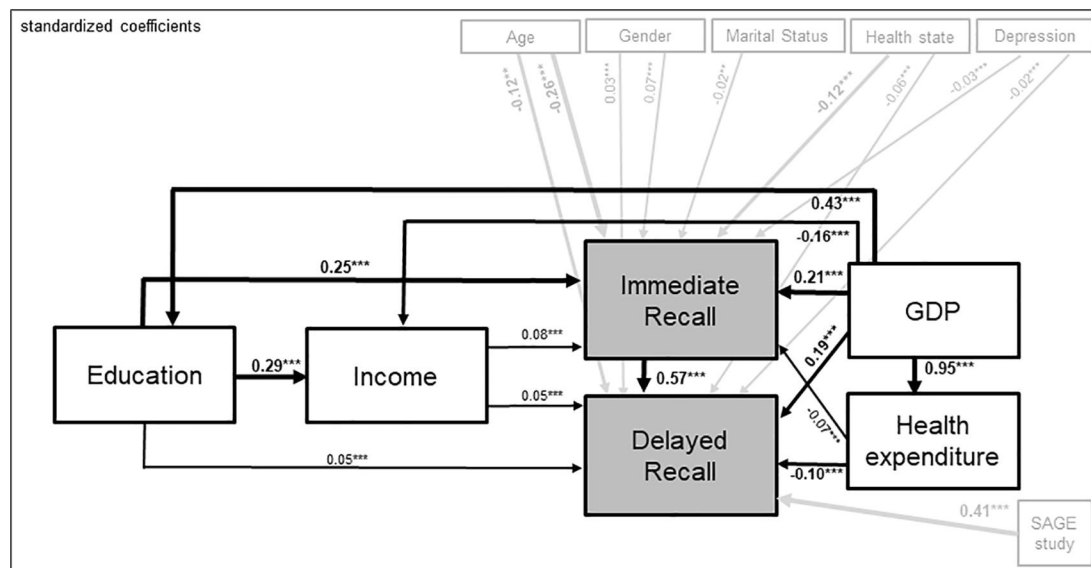 standardized coefficients
Age
Gender
Marital Status
Health state
Depression
-0.12***
-0.26***
0.03***
0.07***
-0.02**
-0.12***
-0.06***
-0.03***
-0.02***
0.43***
-0.16***
0.25***
Immediate
Recall
0.21***
GDP
0.08***
0.19***
Education
0.29***
Income
0.57***
0.95***
0.05***
-0.07***
Delayed
Recall
Health
expenditure
0.05***
-0.10***
0.41***
SAGE
study